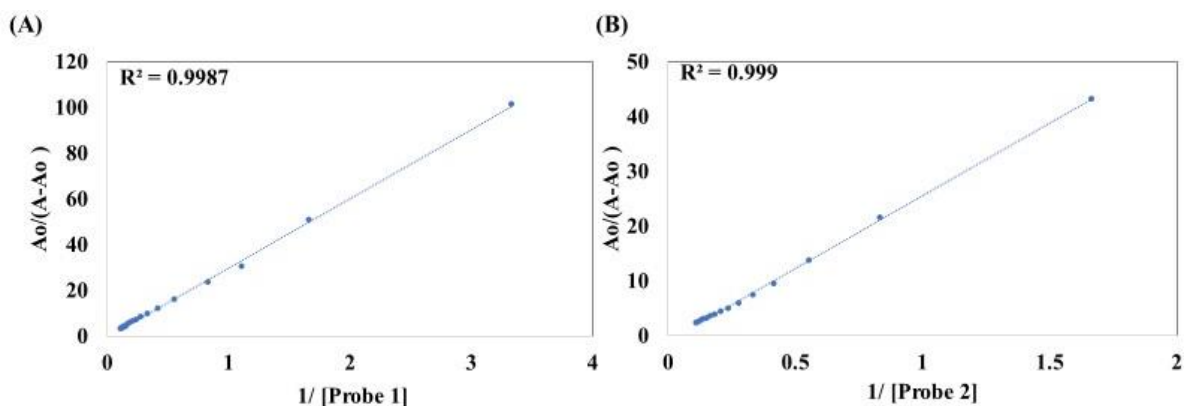 (A)
R² = 0.9987
120
100
80
60
40
20
0
Ao/(A-Ao )
0 1 2 3 4
1/ [Probe 1]
(B)
R² = 0.999
50
40
30
20
10
0
Ao/(A-Ao )
0 0.5 1 1.5 2
1/ [Probe 2]